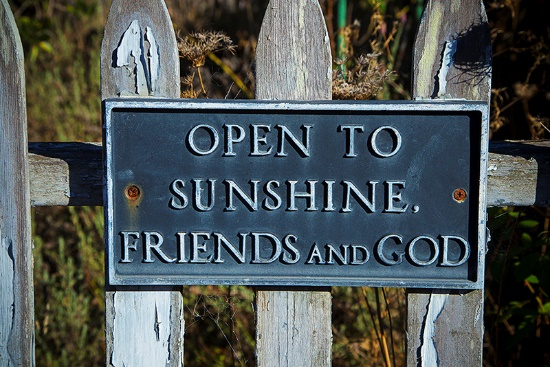 OPEN TO
SUNSHINE.
FRIENDS AND GOD